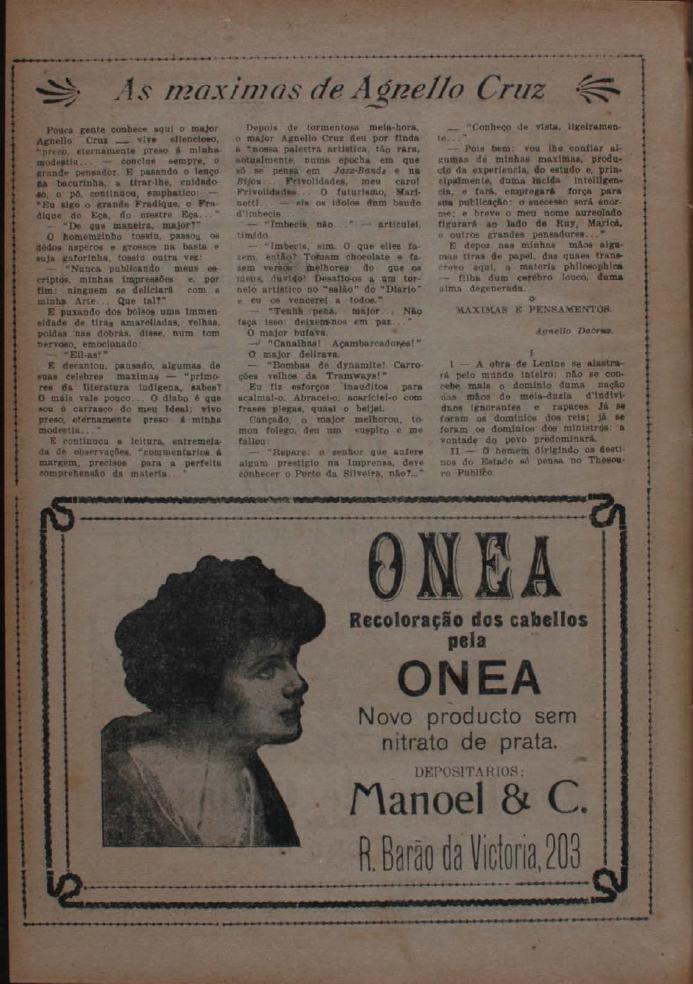 As maximas de Agnello Cruz
Pouca gente conhece aqui o major
Agnello Cruz — vive silencioso,
"preso, eternamente preso á minha
modestia... — conclue sempre, o
grande pensador. E pasando o lenço
na bacurinha, a tirar-lhe, cuidado-
so, o pó, continuou, emphatico: —
"Eu sigo o grande Fradique, o Fra-
dique do Eça, do mestre Eça..."
— "De que maneira, major?"
O homemzinho tossiu, passou os
dêdos asperos e grossos na basta e
suja gaforinha, tossiu outra vez:
— "Nunca publicando meus es-
criptos, minhas impressões e, por
fim: ninguem se deliciará com a
minha Arte... Que tal?"
E puxando dos bolsos uma immen-
sidade de tiras amarelladas, velhas,
poidas nas dobras, disse, num tom
nervoso, emocionado:
— "Eil-as!"
E decantou, pausado, algumas de
suas celebres maximas — "primo-
res da literatura indigena, sabes?
O mais vale pouco... O diabo é que
sou o carrasco do meu Ideal; vivo
preso, etérnamente preso á minha
modestia..."
E continuou a leitura, entremeia-
da de observações, "commentarios á
margem, precisos para a perfeita
comprehensão da materia..."
Depois de tormentosa meia-hora,
o major Agnello Cruz deu por finda
a "nossa palestra artistica, tão rara,
actualmente, numa epocha em que
só se pensa em Jazz-Bands e na
Bijou... Frivolidades, meu caro!
Frivolidades... O futurismo, Mari-
netti... — eis os idolos dum bando
d'imbecis...
— "Imbecis, não..." — articulei,
timido.
— "Imbecis, sim. O que elles fa-
zem, então? Tomam chocolate e fa-
zem versos melhores do que os
meus, duvido! Desafio-os a um tor-
neio artistico no "salão" do "Diario"
e eu os vencerei a todos."
— "Tenha pena, major... Não
faça isso: deixem-nos em paz..."
O major bufava.
— "Canalhas! Açambarcadores!"
O major delirava.
— "Bombas de dynamite! Carro-
ções velhos da Tramways!"
Eu fiz esforços inauditos para
acalmal-o. Abracei-o; acariciei-o com
frases piegas, quasi o beijei.
Cançado, o major melhorou, to-
mou folego, deu um suspiro e me
fallou:
— "Repare: o senhor que aufere
algum prestigio na Imprensa, deve
conhecer o Porto da Silveira, não?..."
— "Conheço de vista, ligeiramen-
te..."
— Pois bem: vou lhe confiar al-
gumas de minhas maximas, produ-
cto da experiencia, do estudo e, prin-
cipalmente, duma lúcida intelligen-
cia, e fará, empregará força para
sua publicação: o successo será enor-
me; e breve o meu nome aureolado
figurará ao lado de Ruy, Maricá,
e outros grandes pensadores..."
E depoz nas minhas mãos algu-
mas tiras de papel, das quaes trans-
crevo aqui, a materia philosophica
— filha dum cerébro louco, duma
alma degenerada.
MAXIMAS E PENSAMENTOS.
Agnello Dacruz.
I
I — A obra de Lenine se alastra-
rá pelo mundo inteiro: não se con-
cebe mais o dominio duma nação
nas mãos de meia-duzia d'indivi-
duos ignorantes e rapaces. Já se
foram os dominios dos reis; já se
foram os dominios dos ministros: a
vontade do povo predominará.
II — O homem dirigindo os desti-
nos do Estado só pensa no Thesou-
ro Publico.
ONEA
Recoloração dos cabellos
pela
ONEA
Novo producto sem
nitrato de prata.
DEPOSITARIOS:
Manoel & C.
R. Barão da Victoria, 203